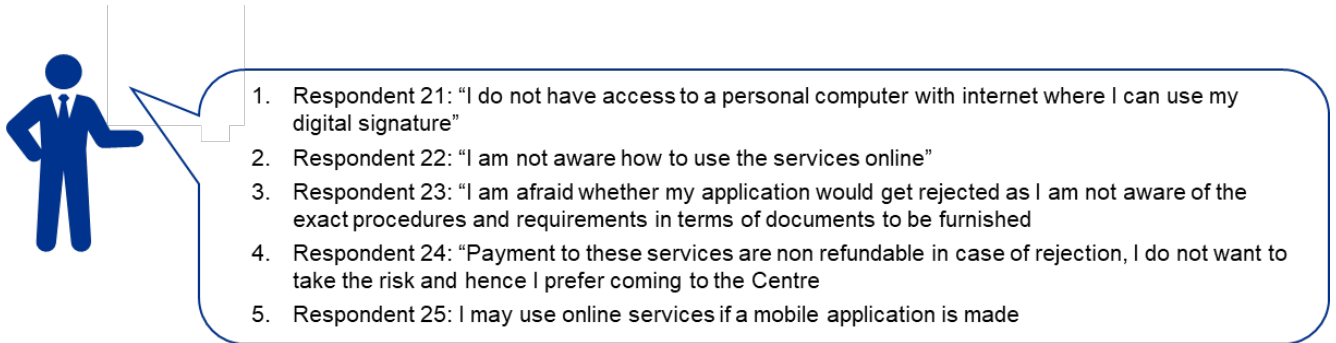 1. Respondent 21: “I do not have access to a personal computer with internet where I can use my
digital signature”
2. Respondent 22: “I am not aware how to use the services online”
3. Respondent 23: “I am afraid whether my application would get rejected as I am not aware of the
exact procedures and requirements in terms of documents to be furnished
4. Respondent 24: “Payment to these services are non refundable in case of rejection, I do not want to
take the risk and hence I prefer coming to the Centre
5. Respondent 25: I may use online services if a mobile application is made